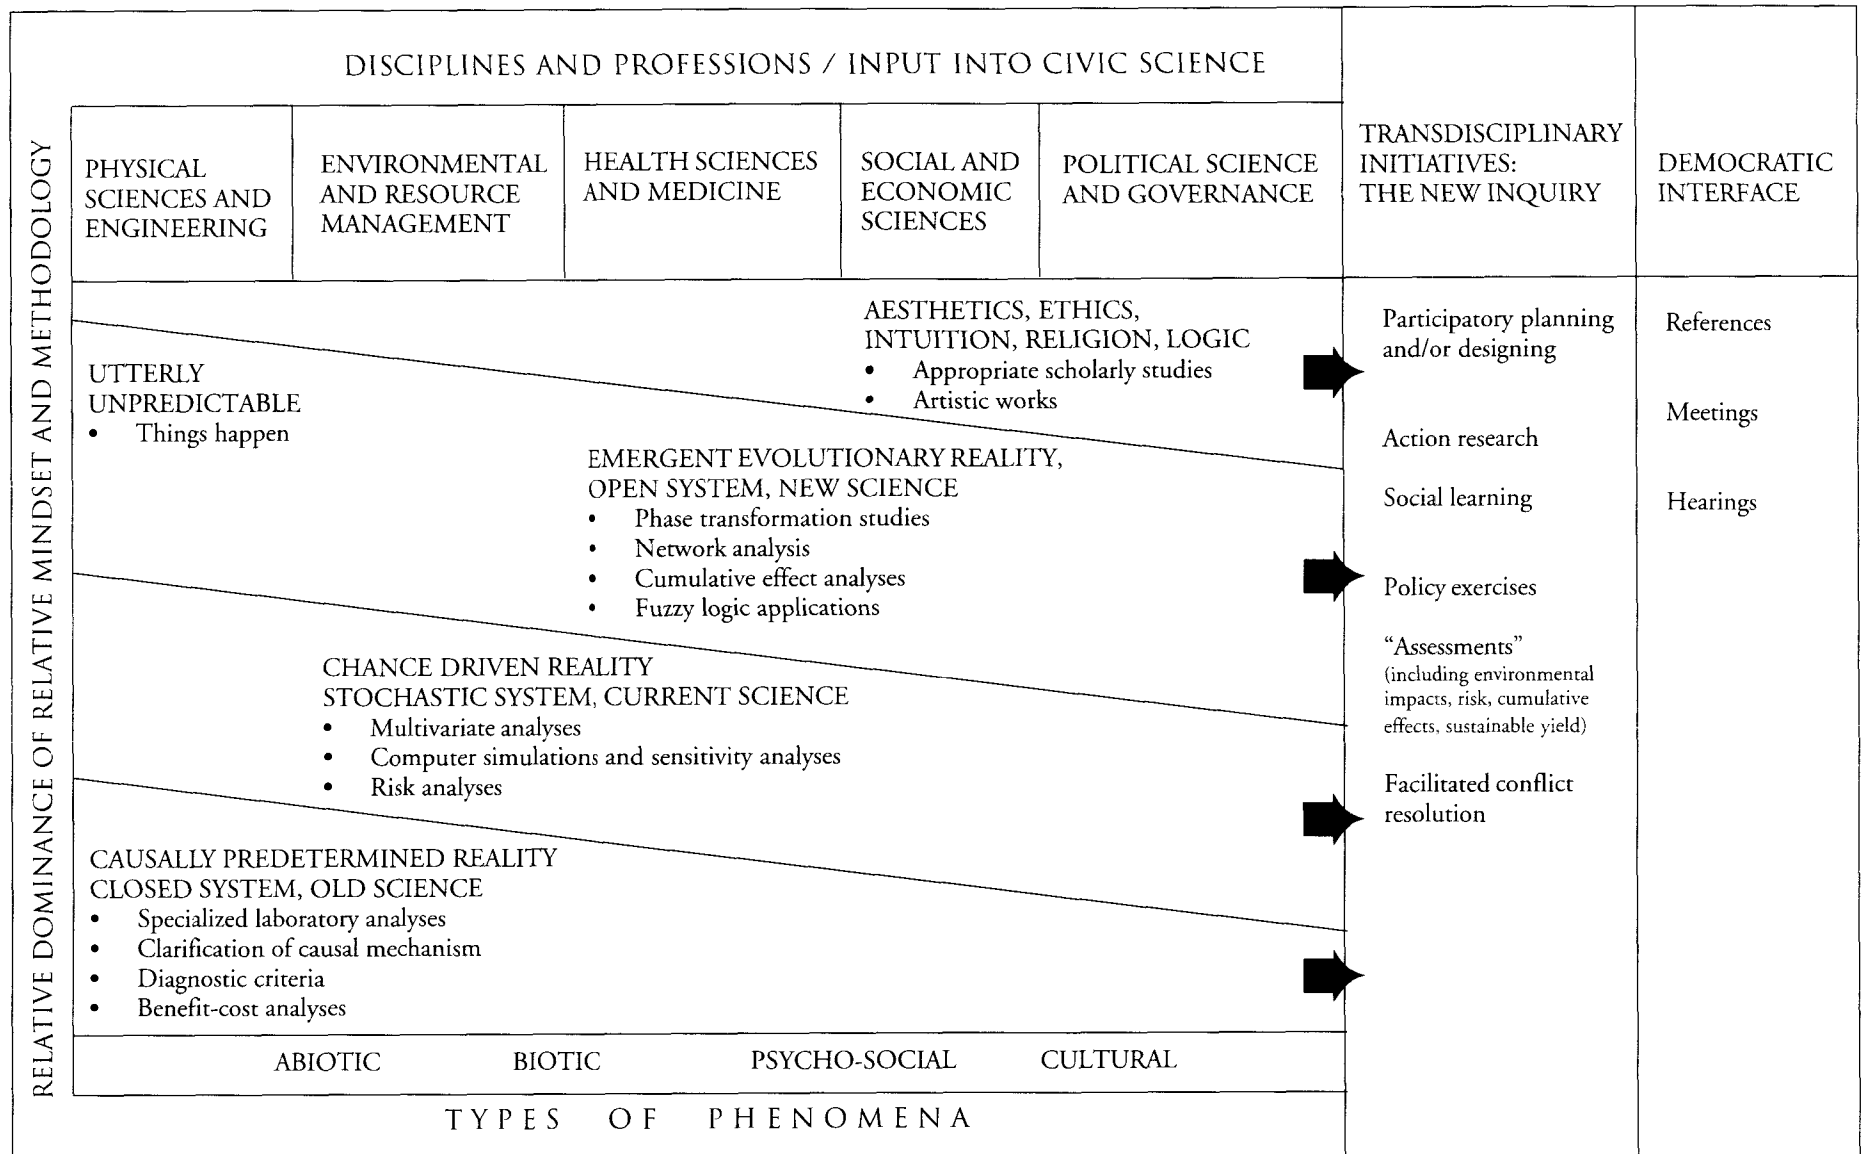 DISCIPLINES AND PROFESSIONS / INPUT INTO CIVIC SCIENCE
RELATIVE DOMINANCE OF RELATIVE MINDSET AND METHODOLOGY
PHYSICAL
SCIENCES AND
ENGINEERING
ENVIRONMENTAL
AND RESOURCE
MANAGEMENT
HEALTH SCIENCES
AND MEDICINE
SOCIAL AND
ECONOMIC
SCIENCES
POLITICAL SCIENCE
AND GOVERNANCE
TRANSDISCIPLINARY
INITIATIVES:
THE NEW INQUIRY
DEMOCRATIC
INTERFACE
AESTHETICS, ETHICS,
INTUITION, RELIGION, LOGIC
• Appropriate scholarly studies
• Artistic works
UTTERLY
UNPREDICTABLE
• Things happen
EMERGENT EVOLUTIONARY REALITY,
OPEN SYSTEM, NEW SCIENCE
• Phase transformation studies
• Network analysis
• Cumulative effect analyses
• Fuzzy logic applications
CHANCE DRIVEN REALITY
STOCHASTIC SYSTEM, CURRENT SCIENCE
• Multivariate analyses
• Computer simulations and sensitivity analyses
• Risk analyses
CAUSALLY PREDETERMINED REALITY
CLOSED SYSTEM, OLD SCIENCE
• Specialized laboratory analyses
• Clarification of causal mechanism
• Diagnostic criteria
• Benefit-cost analyses
Participatory planning
and/or designing
Action research
Social learning
Policy exercises
“Assessments”
(including environmental
impacts, risk, cumulative
effects, sustainable yield)
Facilitated conflict
resolution
References
Meetings
Hearings
ABIOTIC BIOTIC PSYCHO-SOCIAL CULTURAL
TYPES OF PHENOMENA